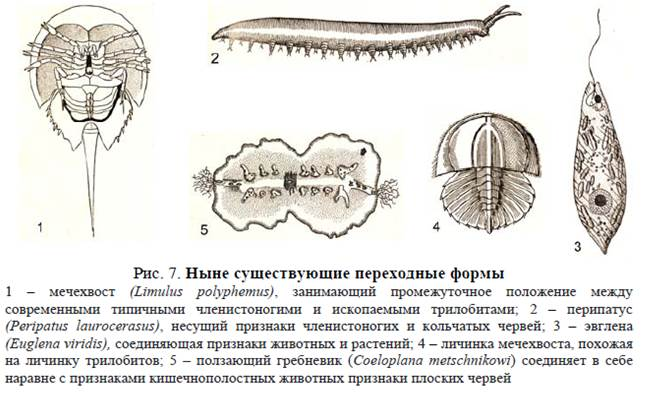 1
2
3
4
5
Рис. 7. Ныне существующие переходные формы
1 – мечехвост (Limulus polyphemus), занимающий промежуточное положение между
современными типичными членистоногими и ископаемыми трилобитами; 2 – перипатус
(Peripatus laurocerasus), несущий признаки членистоногих и кольчатых червей; 3 – эвглена
(Euglena viridis), соединяющая признаки животных и растений; 4 – личинка мечехвоста, похожая
на личинку трилобитов; 5 – ползающий гребневик (Coeloplana metschnikowi) соединяет в себе
наравне с признаками кишечнополостных животных признаки плоских червей